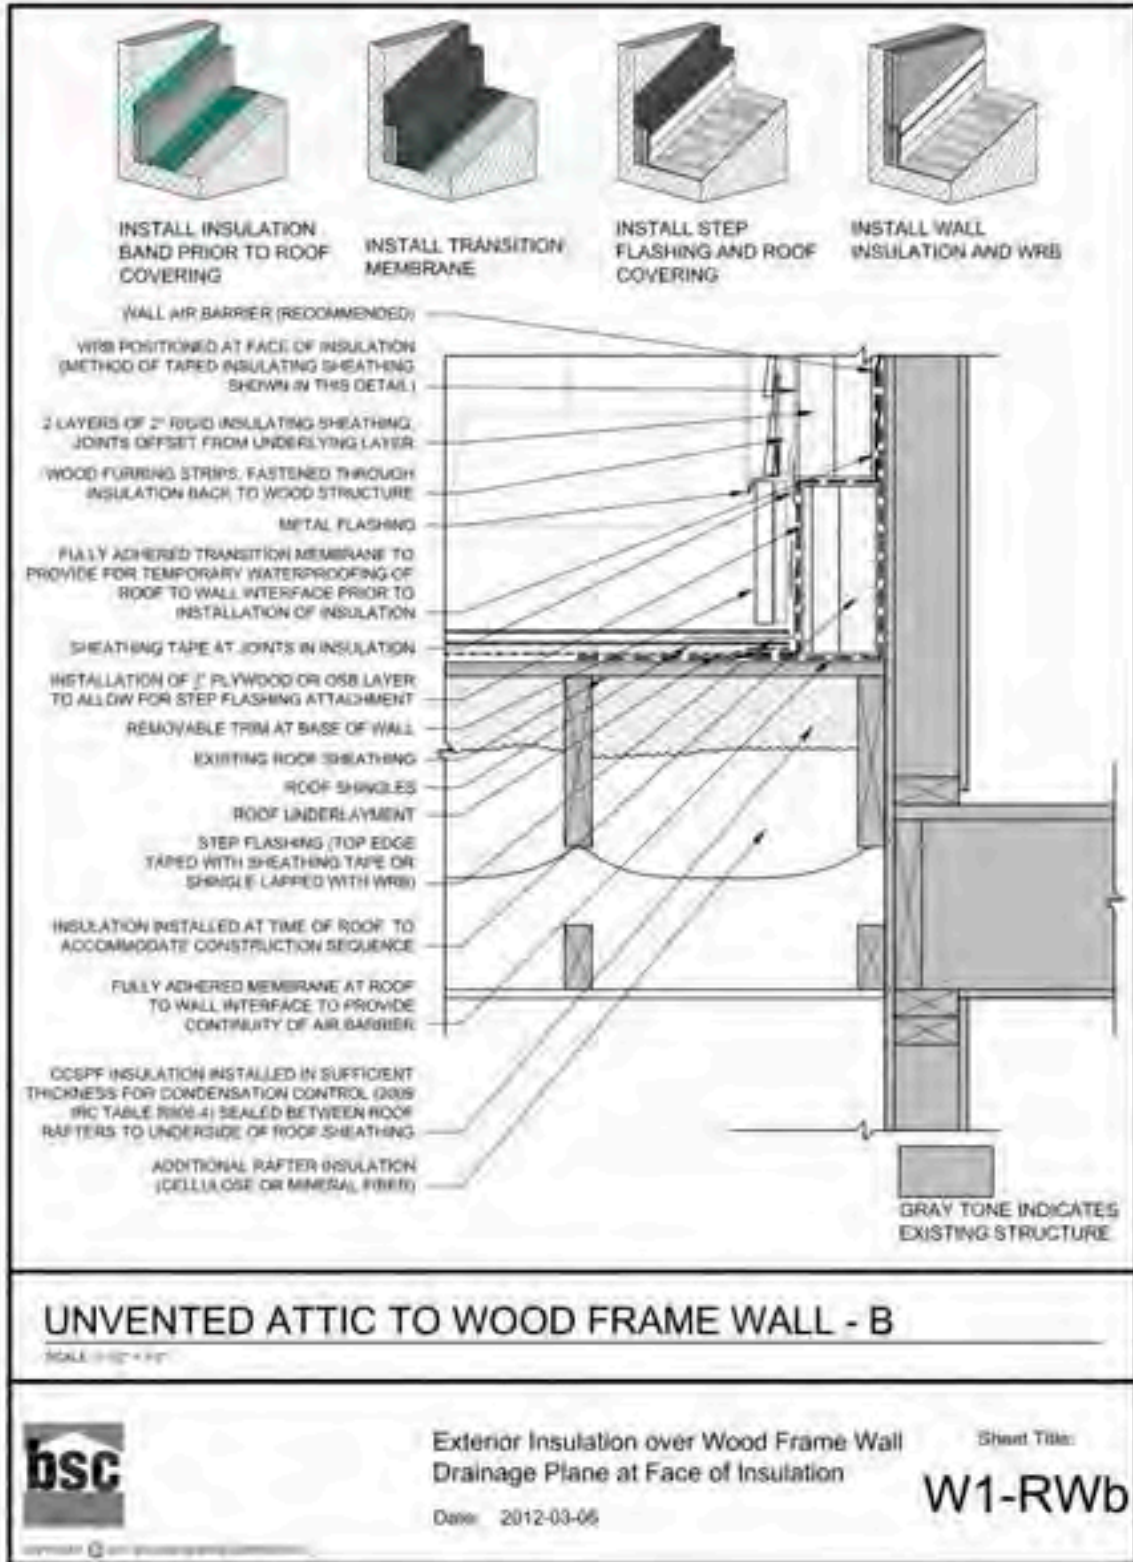 INSTALL INSULATION
BAND PRIOR TO ROOF
COVERING
INSTALL TRANSITION
MEMBRANE
INSTALL STEP
FLASHING AND ROOF
COVERING
INSTALL WALL
INSULATION AND WRB
WALL AIR BARRIER (RECOMMENDED)
WRB POSITIONED AT FACE OF INSULATION
(METHOD OF TAPED INSULATING SHEATHING
SHOWN IN THIS DETAIL)
2 LAYERS OF 2" RIGID INSULATING SHEATHING,
JOINTS OFFSET FROM UNDERLYING LAYER
WOOD FURRING STRIPS, FASTENED THROUGH
INSULATION BACK TO WOOD STRUCTURE
METAL FLASHING
FULLY ADHERED TRANSITION MEMBRANE TO
PROVIDE FOR TEMPORARY WATERPROOFING OF
ROOF TO WALL INTERFACE PRIOR TO
INSTALLATION OF INSULATION
SHEATHING TAPE AT JOINTS IN INSULATION
INSTALLATION OF PLYWOOD OR OSB LAYER
TO ALLOW FOR STEP FLASHING ATTACHMENT
REMOVABLE TRIM AT BASE OF WALL
EXISTING ROOF SHEATHING
ROOF SHINGLES
ROOF UNDERLAYMENT
STEP FLASHING (TOP EDGE
TAPED WITH SHEATHING TAPE OR
SHINGLE LAPPED WITH WRB)
INSULATION INSTALLED AT TIME OF ROOF TO
ACCOMMODATE CONSTRUCTION SEQUENCE
FULLY ADHERED MEMBRANE AT ROOF
TO WALL INTERFACE TO PROVIDE
CONTINUITY OF AIR BARRIER
CCSPF INSULATION INSTALLED IN SUFFICIENT
THICKNESS FOR CONDENSATION CONTROL (2009
IRC TABLE R806.4) SEALED BETWEEN ROOF
RAFTERS TO UNDERSIDE OF ROOF SHEATHING
ADDITIONAL RAFTER INSULATION
(CELLULOSE OR MINERAL FIBER)
GRAY TONE INDICATES
EXISTING STRUCTURE
UNVENTED ATTIC TO WOOD FRAME WALL - B
SCALE
bsc
Exterior Insulation over Wood Frame Wall
Drainage Plane at Face of Insulation
Date: 2012-03-06
Sheet Title:
W1-RWb